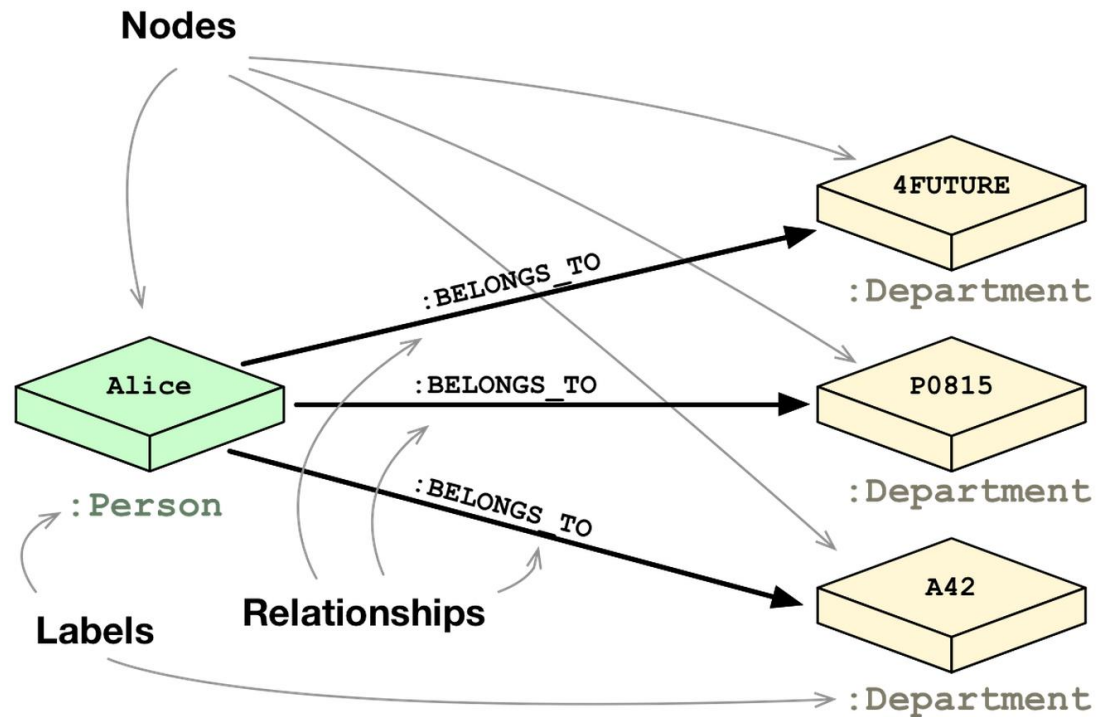 Nodes
4FUTURE
:Department
:BELONGS_TO
Alice
:Person
:BELONGS_TO
P0815
:Department
:BELONGS_TO
A42
:Department
Labels
Relationships